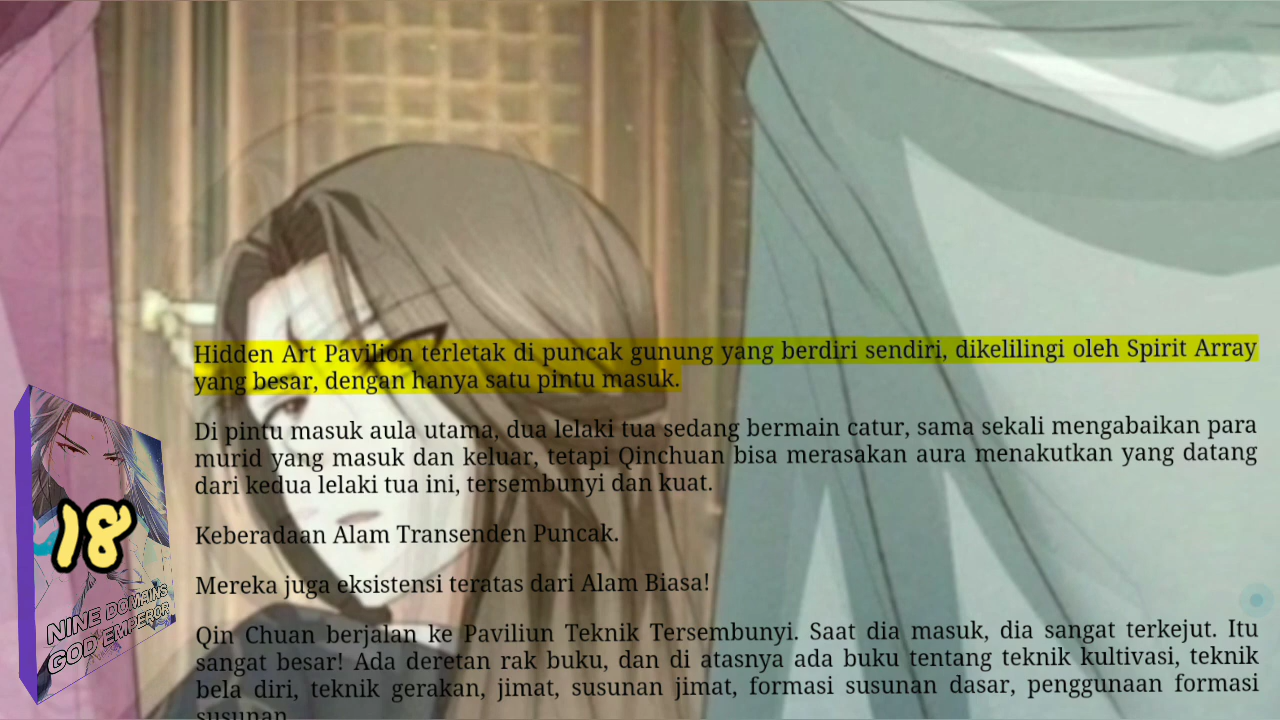 Hidden Art Pavilion terletak di puncak gunung yang berdiri sendiri, dikelilingi oleh Spirit Array
yang besar, dengan hanya satu pintu masuk.
Di pintu masuk aula utama, dua lelaki tua sedang bermain catur, sama sekali mengabaikan para
murid yang masuk dan keluar, tetapi Qinchuan bisa merasakan aura menakutkan yang datang
dari kedua lelaki tua ini, tersembunyi dan kuat.
Keberadaan Alam Transenden Puncak.
Mereka juga eksistensi teratas dari Alam Biasa!
Qin Chuan berjalan ke Paviliun Teknik Tersembunyi. Saat dia masuk, dia sangat terkejut. Itu
sangat besar! Ada deretan rak buku, dan di atasnya ada buku tentang teknik kultivasi, teknik
bela diri, teknik gerakan, jimat, susunan jimat, formasi susunan dasar, penggunaan formasi
susunan
18
NINE DOMAINS
GOD EMPEROR